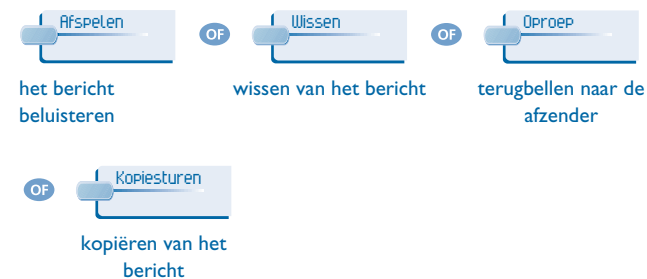 Afspelen OF Wissen OF Oproep
het bericht beluisteren
wissen van het bericht
terugbellen naar de afzender
OF Kopiesturen
kopiëren van het
bericht